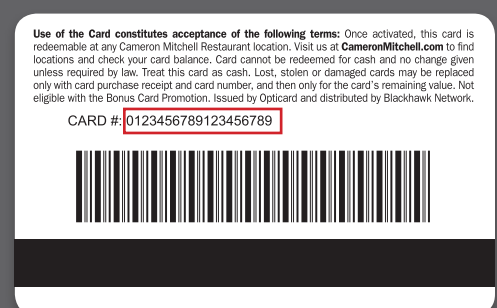 Use of the Card constitutes acceptance of the following terms: Once activated, this card is
redeemable at any Cameron Mitchell Restaurant location. Visit us at CameronMitchell.com to find
locations and check your card balance. Card cannot be redeemed for cash and no change given
unless required by law. Treat this card as cash. Lost, stolen or damaged cards may be replaced
only with card purchase receipt and card number, and then only for the card's remaining value. Not
eligible with the Bonus Card Promotion. Issued by Opticard and distributed by Blackhawk Network.
CARD #: 0123456789123456789